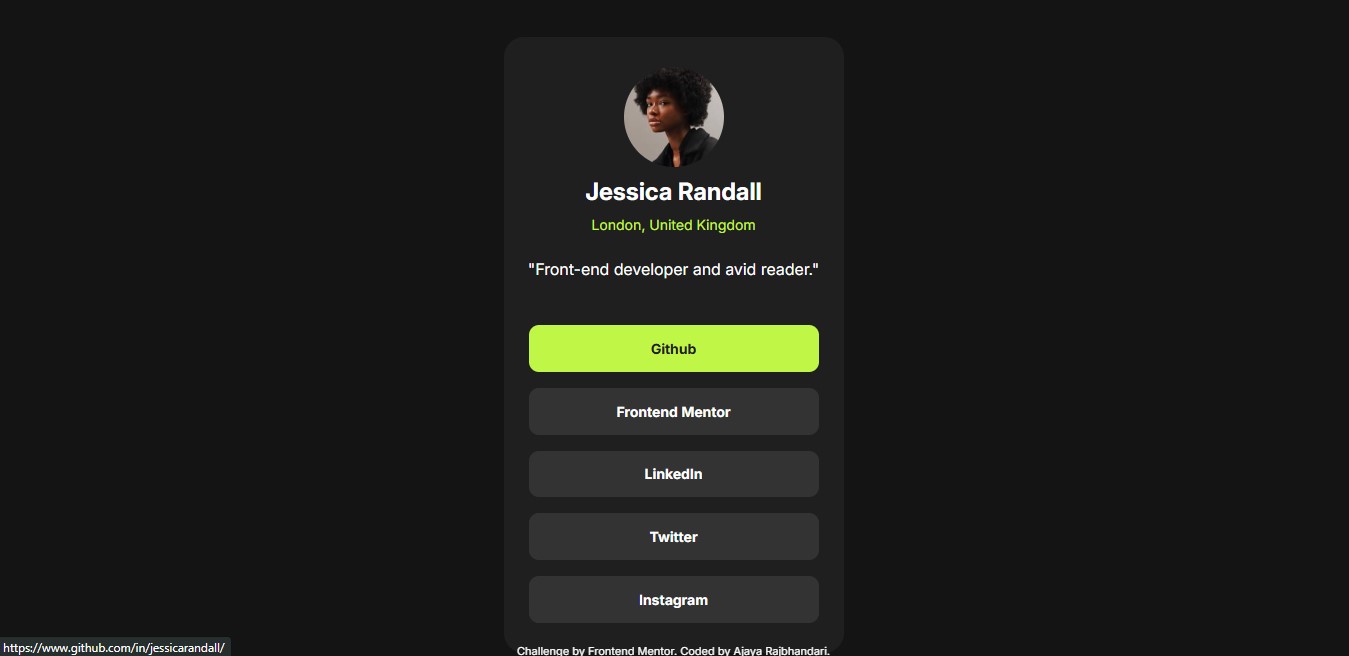 Jessica Randall
London, United Kingdom
"Front-end developer and avid reader."
Github
Frontend Mentor
LinkedIn
Twitter
Instagram
Challenge by Frontend Mentor. Coded by Ajaya Rajbhandari.
https://www.github.com/in/jessicarandall/